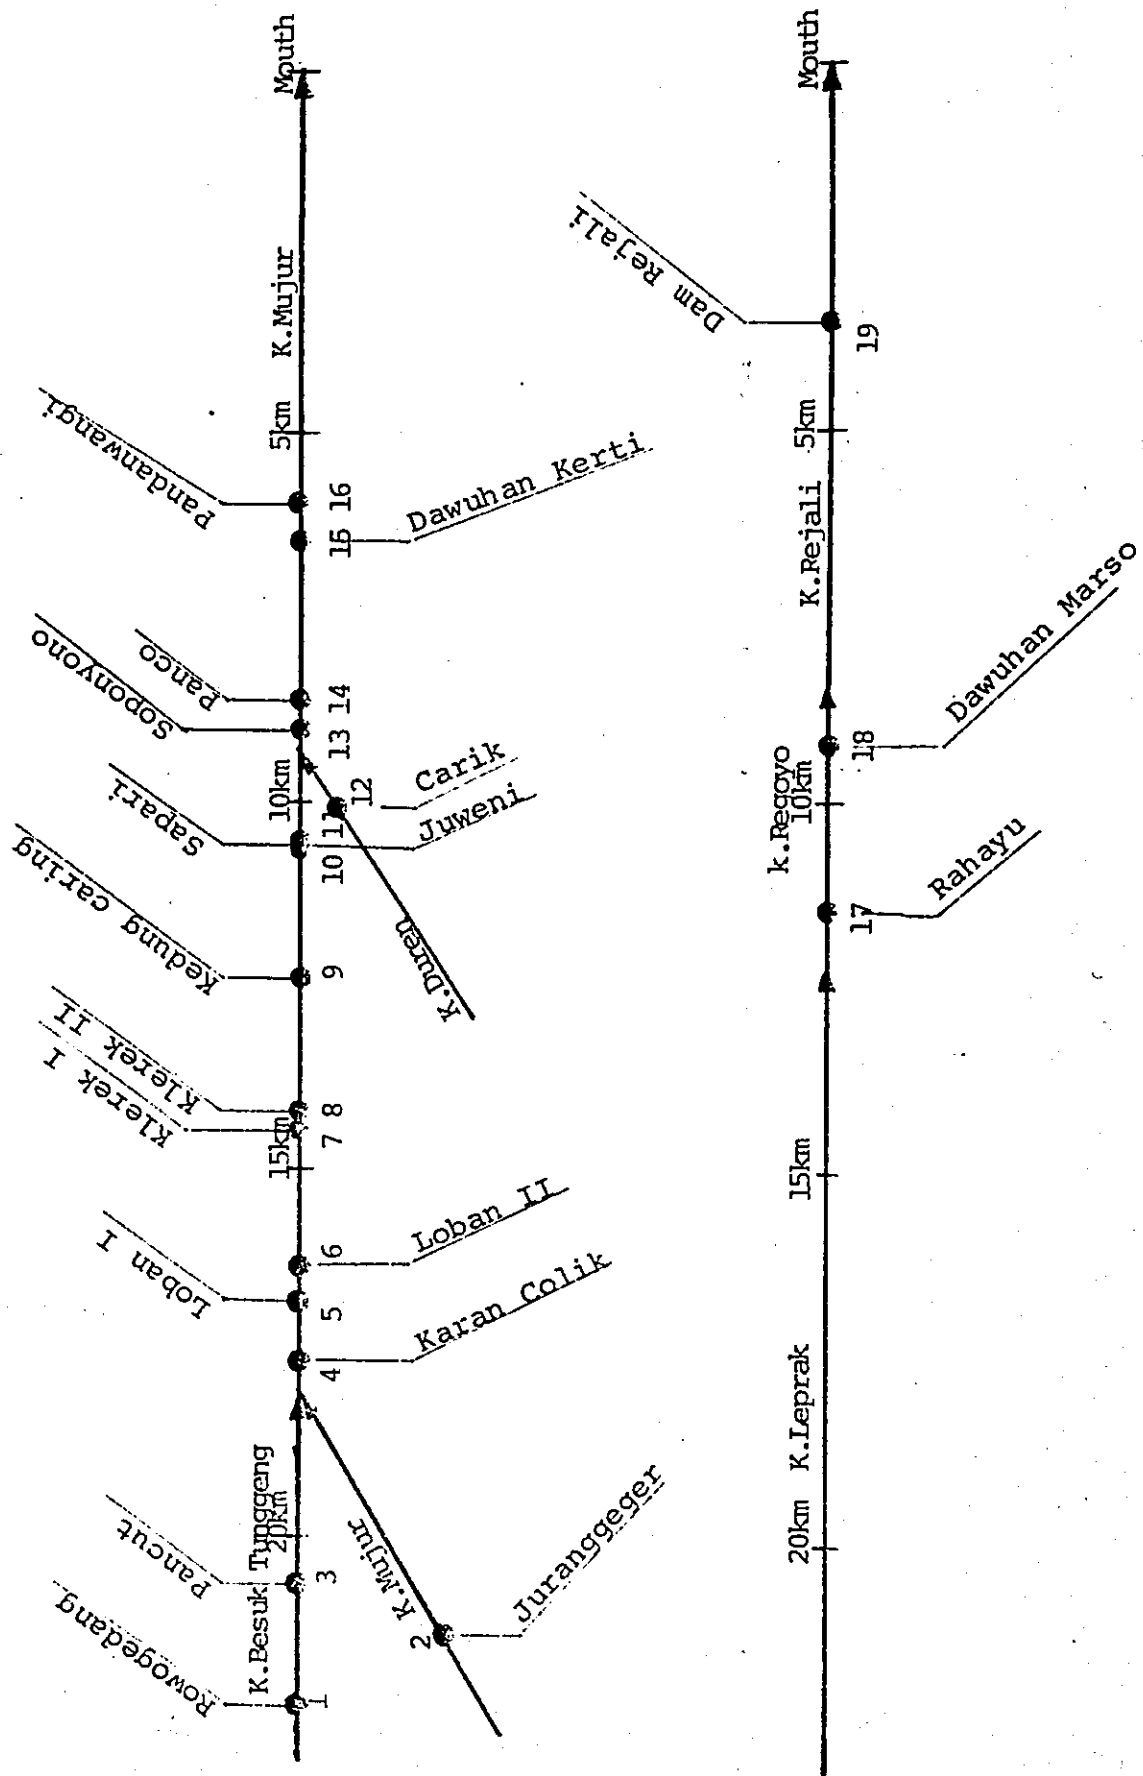 Rowogedang
Pancut
Loban I
Klerek I
Klerek II
Kedung caring
Sapari
Soponyono
Panco
Pandanwangi
K.Besuk Tunggeng
20km
15km
10km
5km
K.Mujur
Mouth
1
3
4
5
6
7
8
9
10
11
13
14
15
16
2
K.Mujur
12
K.Duren
Juranggeger
Karan Colik
Loban II
Juweni
Carik
Dawuhan Kerti
Dam Rejali
20km
K.Leprak
15km
10km
k.Regoyo
K.Rejali
5km
Mouth
17
18
19
Rahayu
Dawuhan Marso